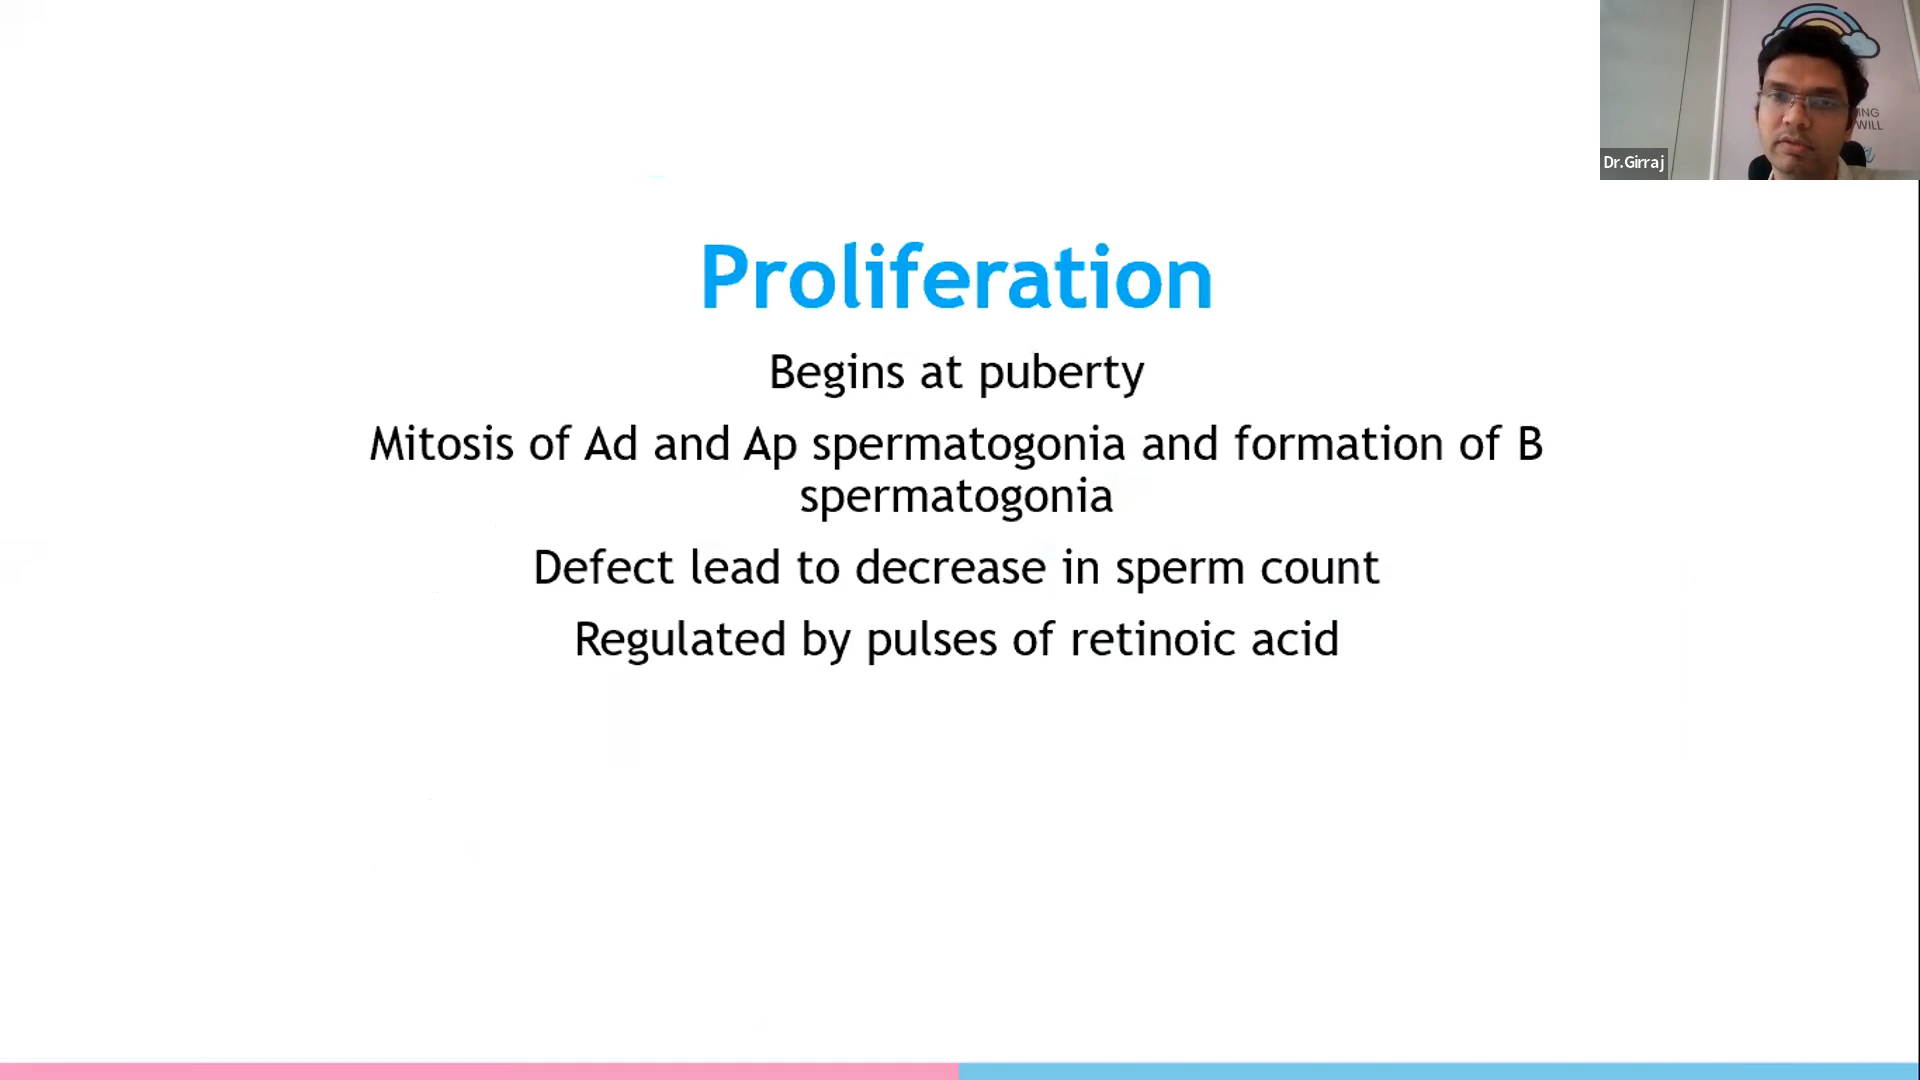 Proliferation
Begins at puberty
Mitosis of Ad and Ap spermatogonia and formation of B
spermatogonia
Defect lead to decrease in sperm count
Regulated by pulses of retinoic acid
WILL
Dr.Girraj